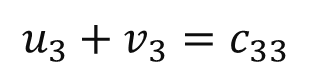 u₃ + v₃ = c₃₃